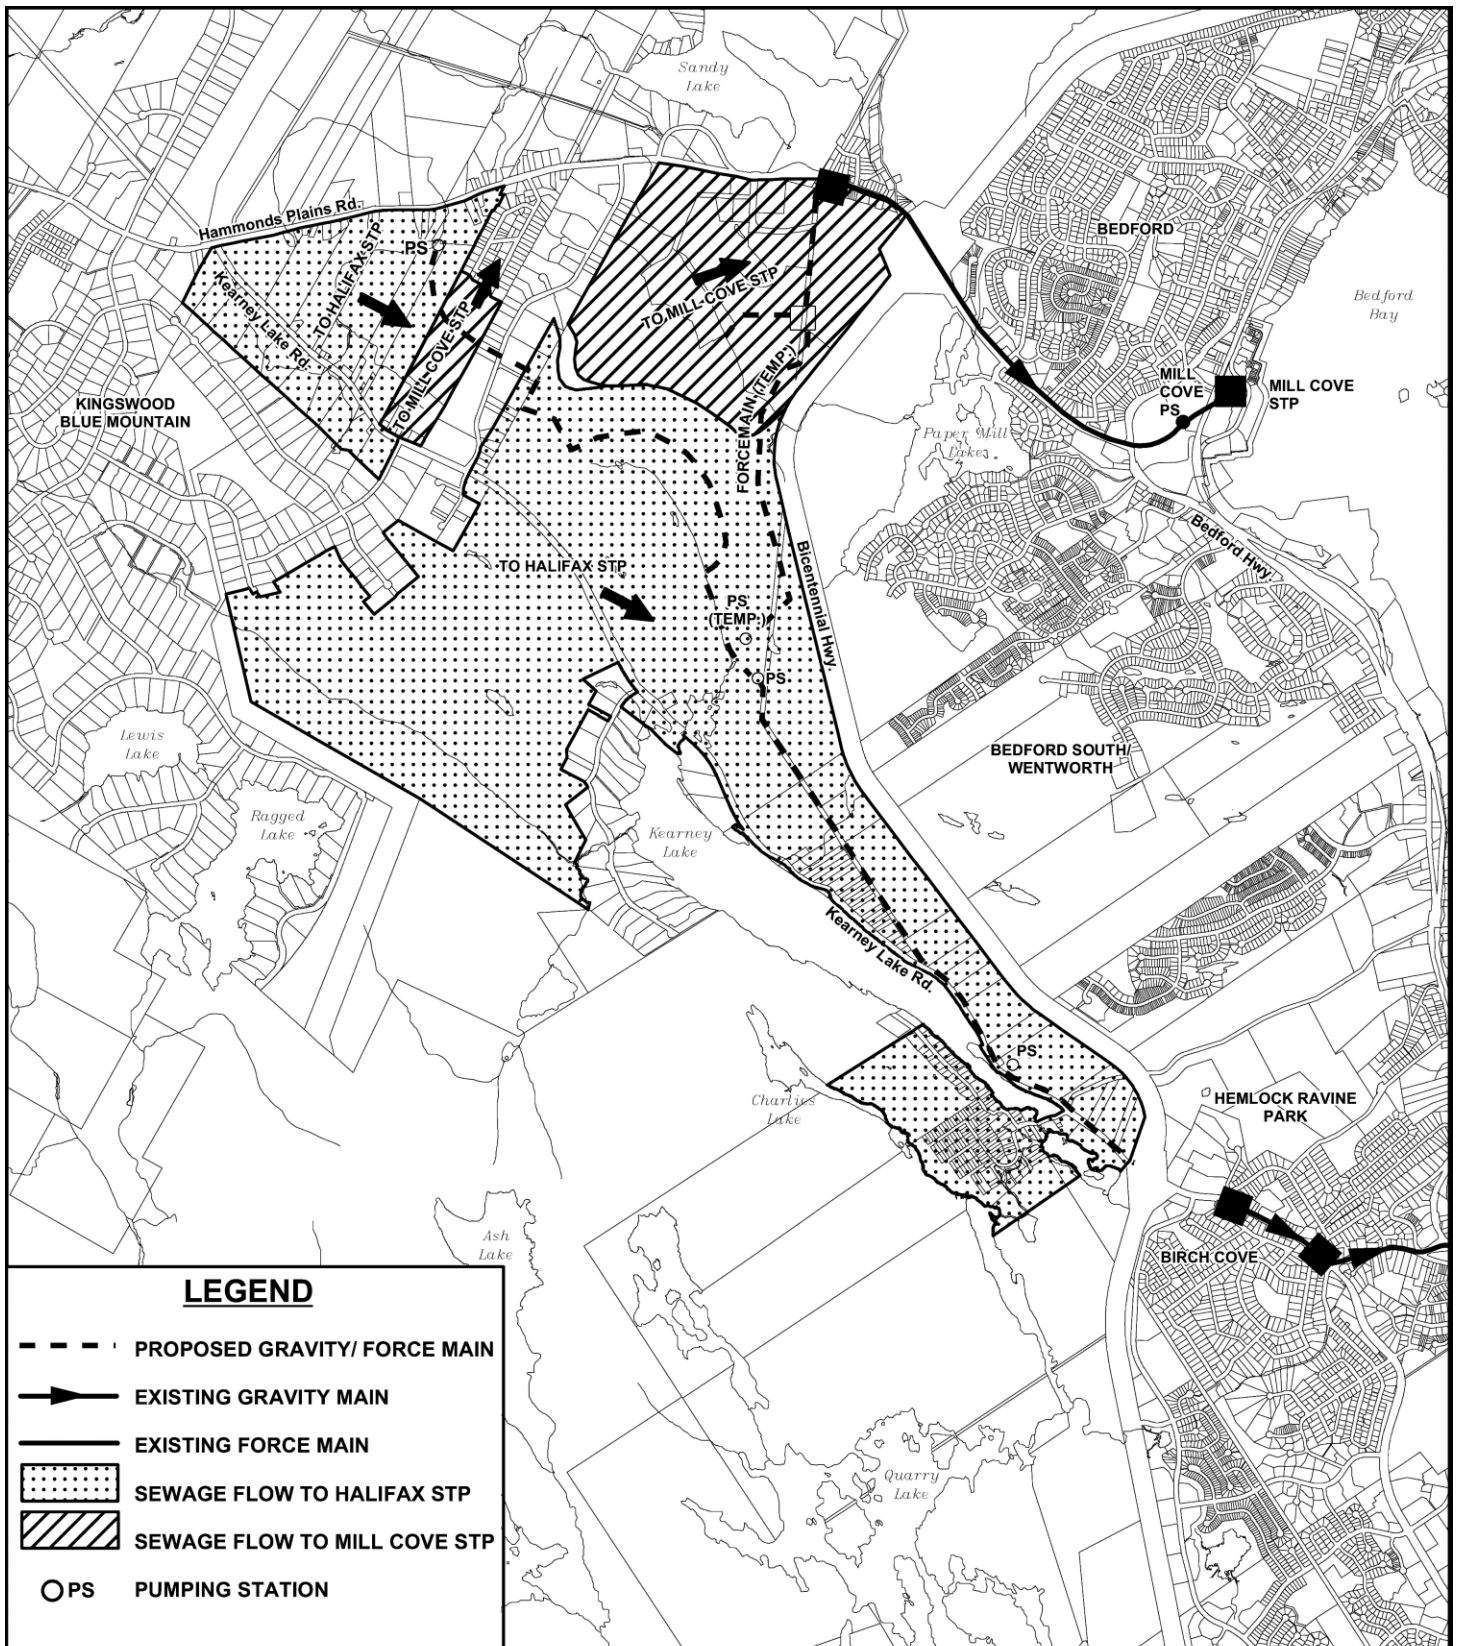 Sandy
Lake
Hammonds Plains Rd.
PS
TO HALIFAX STP
Kearney Lake Rd.
TO MILL COVE STP
TO MILL COVE STP
BEDFORD
Bedford
Bay
KINGSWOOD
BLUE MOUNTAIN
MILL
COVE
PS
MILL COVE
STP
Paper Mill
Lake
FORCEMAIN (TEMP.)
Bedford Hwy.
Bicentennial Hwy.
TO HALIFAX STP
PS
(TEMP.)
PS
Lewis
Lake
BEDFORD SOUTH/
WENTWORTH
Ragged
Lake
Kearney
Lake
Kearney Lake Rd.
PS
Charlies
Lake
HEMLOCK RAVINE
PARK
Ash
Lake
BIRCH COVE
Quarry
Lake
LEGEND
PROPOSED GRAVITY/ FORCE MAIN
EXISTING GRAVITY MAIN
EXISTING FORCE MAIN
SEWAGE FLOW TO HALIFAX STP
SEWAGE FLOW TO MILL COVE STP
PS PUMPING STATION